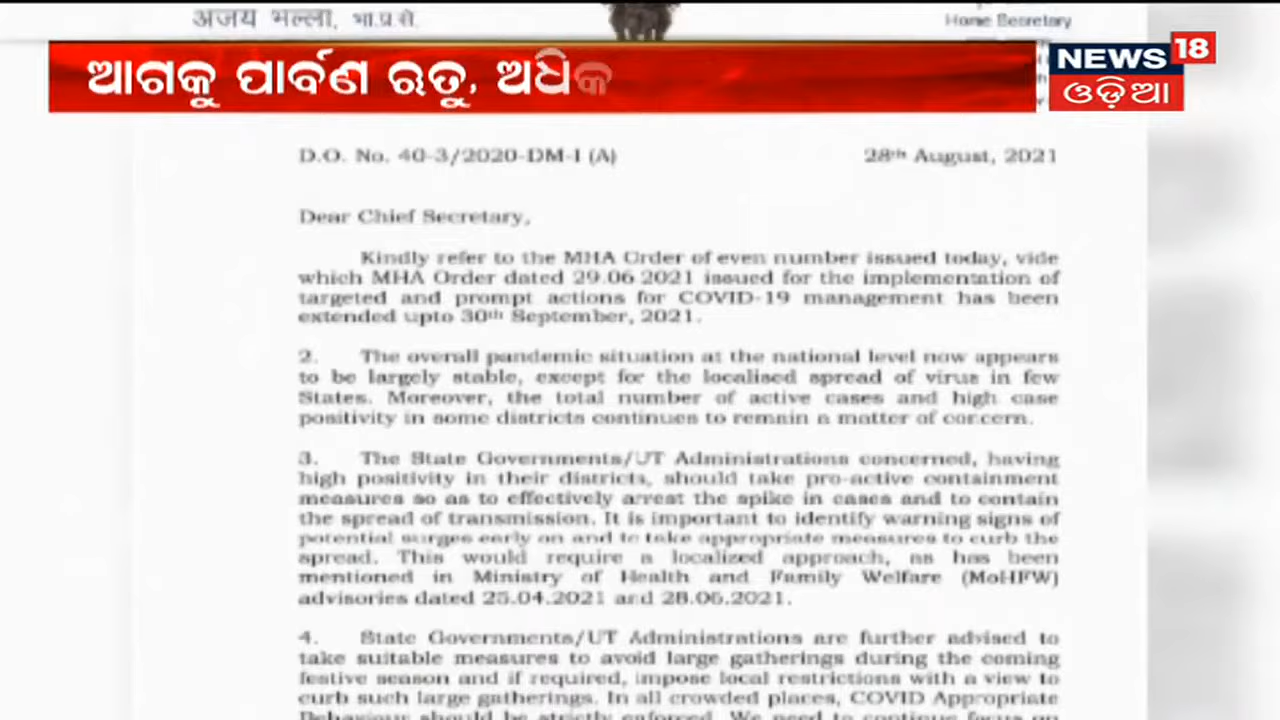 अजय भल्ला, भा.प्र.से.
Home Secretary
ଆଗକୁ ପାର୍ବଣ ଋତୁ, ଅଧିକ
NEWS 18
ଓଡ଼ିଆ
D.O. No. 40-3/2020-DM-I (A)
28th August, 2021
Dear Chief Secretary,
Kindly refer to the MHA Order of even number issued today, vide
which MHA Order dated 29.06.2021 issued for the implementation of
targeted and prompt actions for COVID-19 management has been
extended upto 30th September, 2021.
2. The overall pandemic situation at the national level now appears
to be largely stable, except for the localised spread of virus in few
States. Moreover, the total number of active cases and high case
positivity in some districts continues to remain a matter of concern.
3. The State Governments/UT Administrations concerned, having
high positivity in their districts, should take pro-active containment
measures so as to effectively arrest the spike in cases and to contain
the spread of transmission. It is important to identify warning signs of
potential surges early on and to take appropriate measures to curb the
spread. This would require a localized approach, as has been
mentioned in Ministry of Health and Family Welfare (MoHFW)
advisories dated 25.04.2021 and 28.06.2021.
4. State Governments/UT Administrations are further advised to
take suitable measures to avoid large gatherings during the coming
festive season and if required, impose local restrictions with a view to
curb such large gatherings. In all crowded places, COVID Appropriate
Behaviour should be strictly enforced. We need to continue focus on